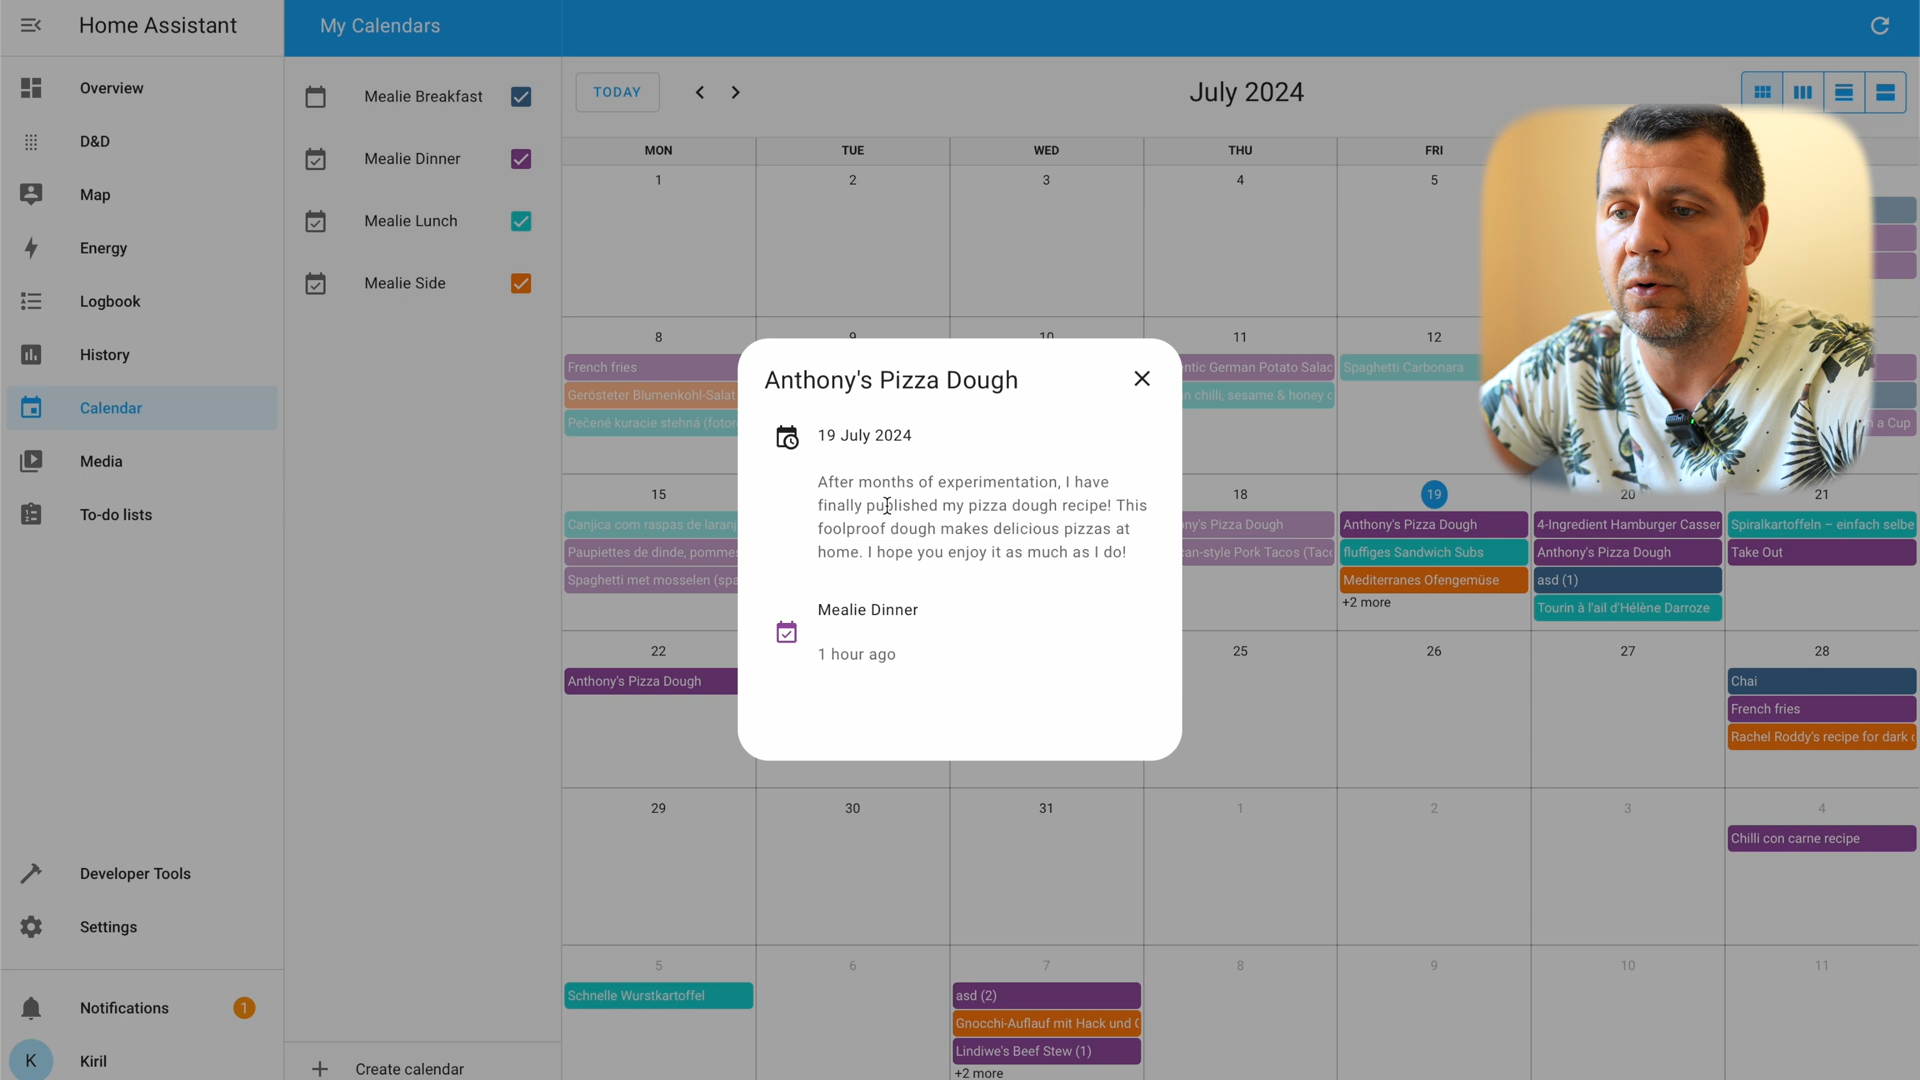 Home Assistant
My Calendars
Overview
D&D
Map
Energy
Logbook
History
Calendar
Media
To-do lists
Developer Tools
Settings
Notifications
1
K
Kiril
Mealie Breakfast
Mealie Dinner
Mealie Lunch
Mealie Side
Create calendar
TODAY
July 2024
MON TUE WED THU FRI
1 2 3 4 5
8 9 10 11 12
French fries
Gerösteter Blumenkohl-Salat
Pečené kuracie stehná (fotor
ntic German Potato Salad
n chilli, sesame & honey
Spaghetti Carbonara
n a Cup
15 18 19 20 21
Canjica com raspas de laranj
Paupiettes de dinde, pommes
Spaghetti met mosselen (spa
ny's Pizza Dough
can-style Pork Tacos (Taco
Anthony's Pizza Dough
fluffiges Sandwich Subs
Mediterranes Ofengemüse
+2 more
4-Ingredient Hamburger Casser
Anthony's Pizza Dough
asd (1)
Tourin à l'ail d'Hélène Darroze
Spiralkartoffeln – einfach selbe
Take Out
22 25 26 27 28
Anthony's Pizza Dough
Chai
French fries
Rachel Roddy's recipe for dark
29 30 31 1 2 3 4
Chilli con carne recipe
5 6 7 8 9 10 11
Schnelle Wurstkartoffel
asd (2)
Gnocchi-Auflauf mit Hack und
Lindiwe's Beef Stew (1)
+2 more
Anthony's Pizza Dough
19 July 2024
After months of experimentation, I have
finally published my pizza dough recipe! This
foolproof dough makes delicious pizzas at
home. I hope you enjoy it as much as I do!
Mealie Dinner
1 hour ago